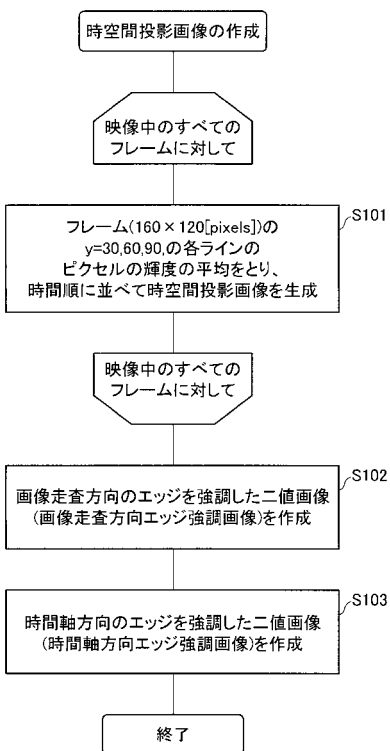 時空間投影画像の作成
映像中のすべての
フレームに対して
S101
フレーム(160×120[pixels])の
y=30,60,90,の各ラインの
ピクセルの輝度の平均をとり、
時間順に並べて時空間投影画像を生成
映像中のすべての
フレームに対して
S102
画像走査方向のエッジを強調した二値画像
(画像走査方向エッジ強調画像)を作成
S103
時間軸方向のエッジを強調した二値画像
(時間軸方向エッジ強調画像)を作成
終了